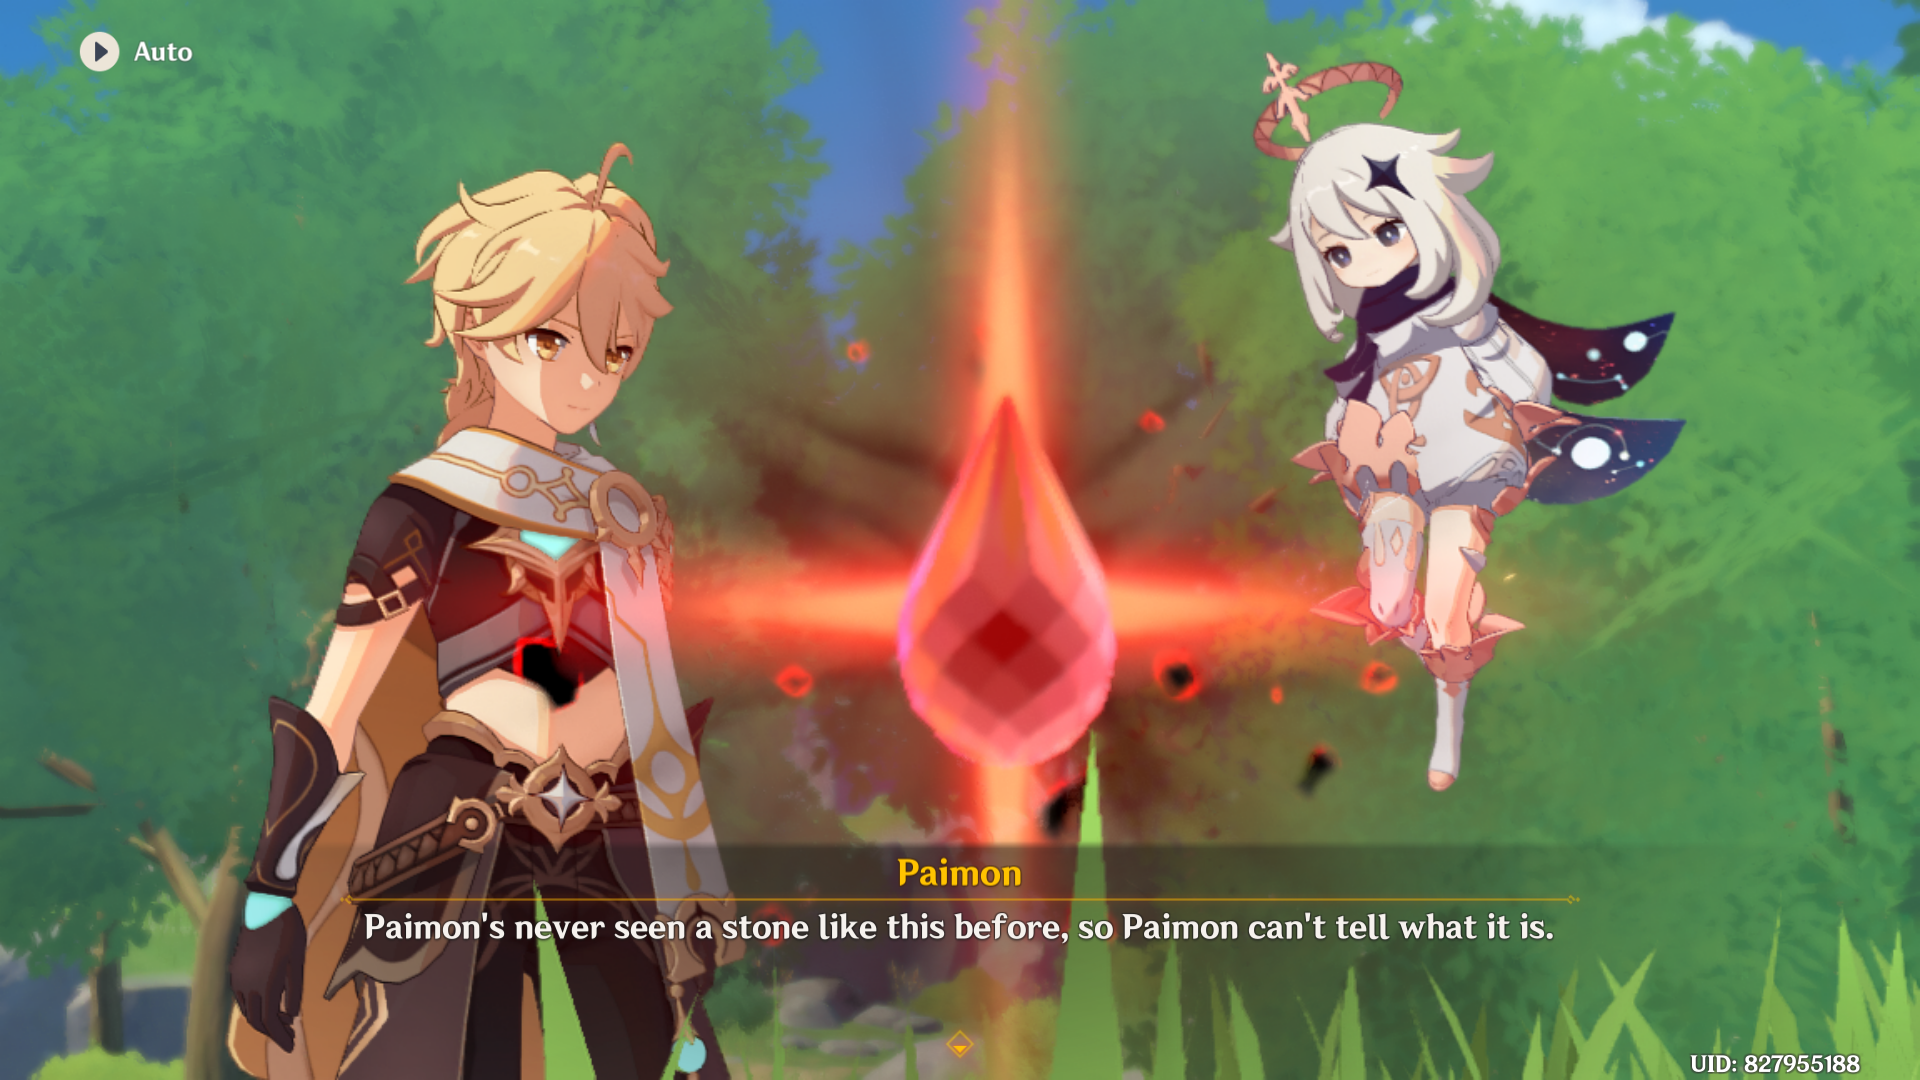 Auto
Paimon
Paimon's never seen a stone like this before, so Paimon can't tell what it is.
UID: 827955188